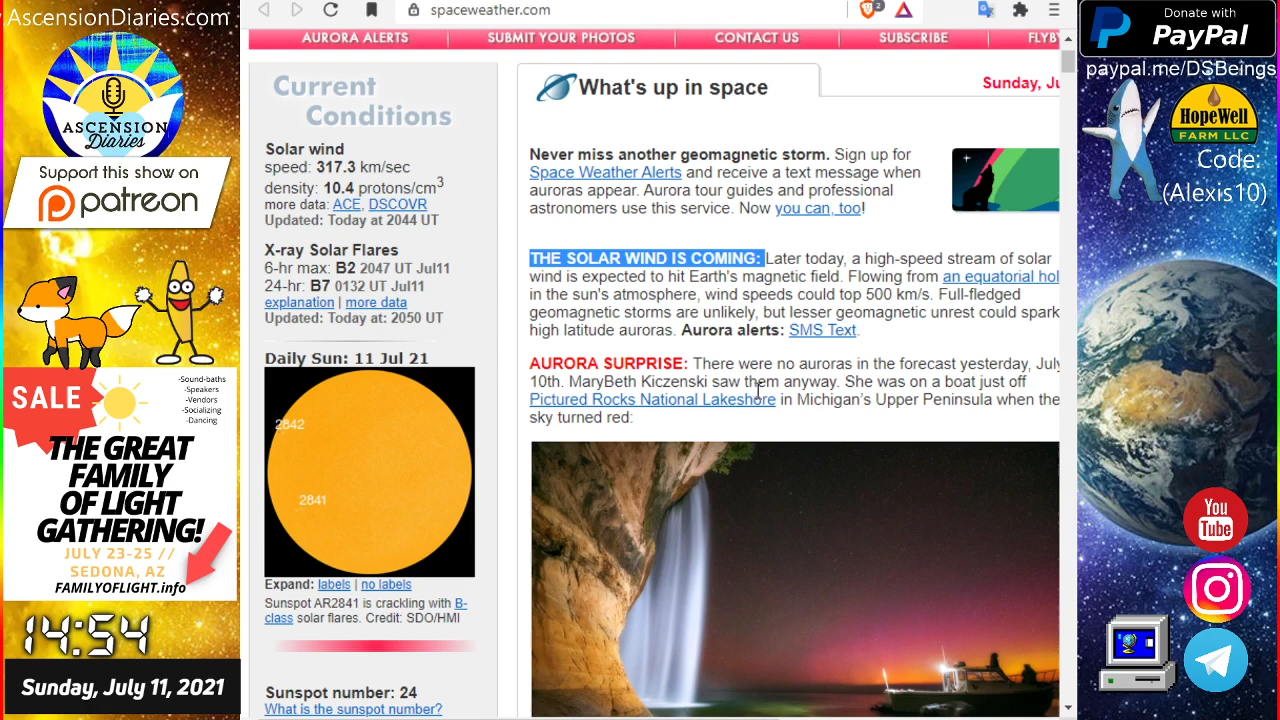 AscensionDiaries.com
ASCENSION
Diaries
Support this show on
patreon
SALE
-Sound-baths
-Speakers
-Vendors
-Socializing
-Dancing
THE GREAT
FAMILY
OF LIGHT
GATHERING!
JULY 23-25 //
SEDONA, AZ
FAMILYOFLIGHT.info
14:54
Sunday, July 11, 2021
spaceweather.com
2
AURORA ALERTS
SUBMIT YOUR PHOTOS
CONTACT US
SUBSCRIBE
FLYB
Current
Conditions
Solar wind
speed: 317.3 km/sec
density: 10.4 protons/cm3
more data: ACE, DSCOVR
Updated: Today at 2044 UT
X-ray Solar Flares
6-hr max: B2 2047 UT Jul11
24-hr: B7 0132 UT Jul11
explanation | more data
Updated: Today at: 2050 UT
Daily Sun: 11 Jul 21
2842
2841
Expand: labels | no labels
Sunspot AR2841 is crackling with B-
class solar flares. Credit: SDO/HMI
Sunspot number: 24
What is the sunspot number?
What's up in space
Sunday, Ju
Never miss another geomagnetic storm. Sign up for
Space Weather Alerts and receive a text message when
auroras appear. Aurora tour guides and professional
astronomers use this service. Now you can, too!
THE SOLAR WIND IS COMING: Later today, a high-speed stream of solar
wind is expected to hit Earth's magnetic field. Flowing from an equatorial hol
in the sun's atmosphere, wind speeds could top 500 km/s. Full-fledged
geomagnetic storms are unlikely, but lesser geomagnetic unrest could spark
high latitude auroras. Aurora alerts: SMS Text.
AURORA SURPRISE: There were no auroras in the forecast yesterday, July
10th. MaryBeth Kiczenski saw them anyway. She was on a boat just off
Pictured Rocks National Lakeshore in Michigan's Upper Peninsula when the
sky turned red:
Donate with
PayPal
paypal.me/DSBeings
HOPEWELL
FARM LLC
Code:
(Alexis10)
You
Tube